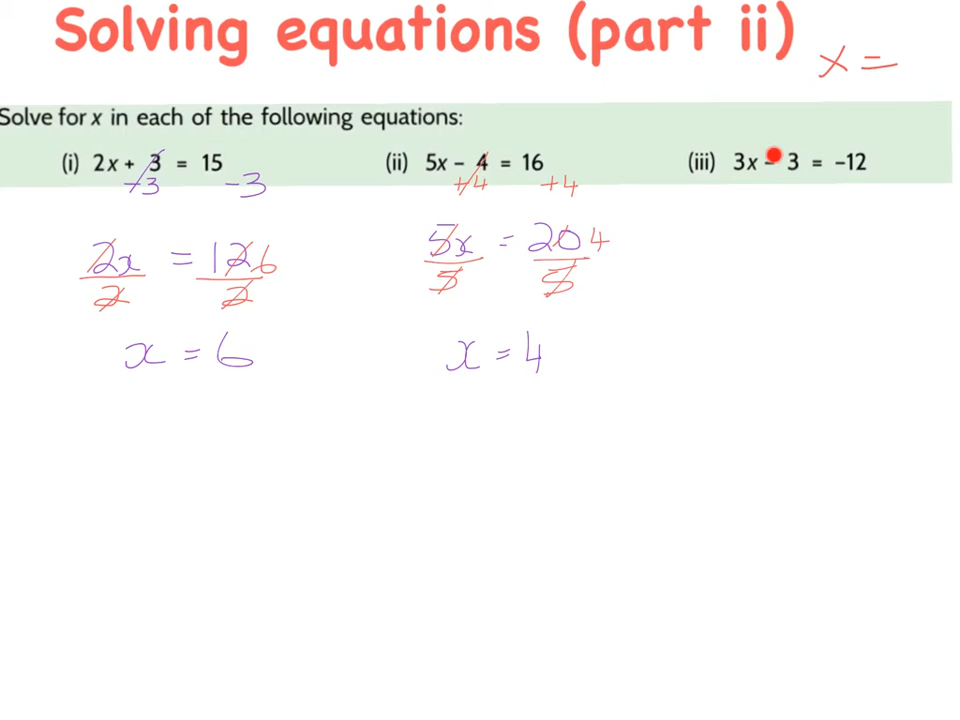 Solving equations (part ii)
x =
Solve for x in each of the following equations:
(i) 2x + 3 = 15 (ii) 5x - 4 = 16 (iii) 3x - 3 = -12
-3 -3 +4 +4
2x = 12 6 5x = 20 4
2 2 5 5
x = 6 x = 4